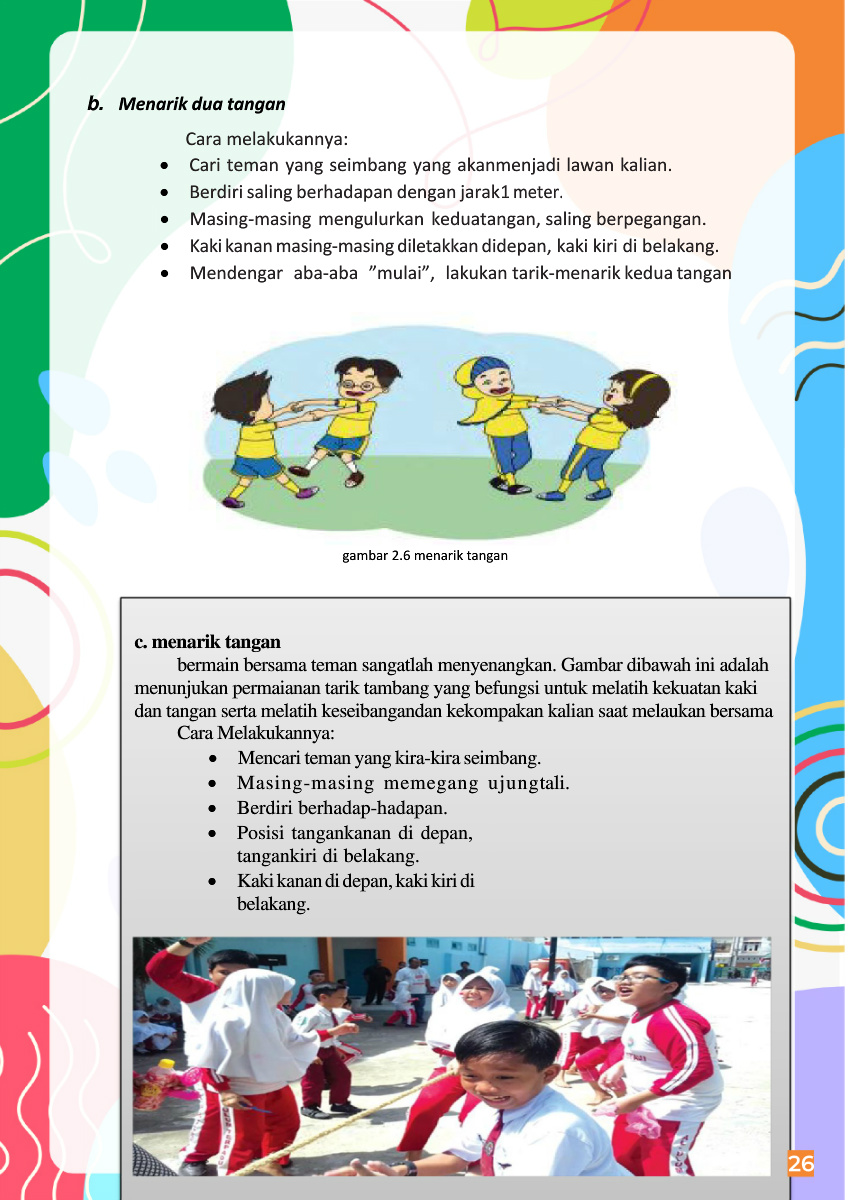 b. Menarik dua tangan
Cara melakukannya:
• Cari teman yang seimbang yang akanmenjadi lawan kalian.
• Berdiri saling berhadapan dengan jarak1 meter.
• Masing-masing mengulurkan keduatangan, saling berpegangan.
• Kaki kanan masing-masing diletakkan didepan, kaki kiri di belakang.
• Mendengar aba-aba ”mulai”, lakukan tarik-menarik kedua tangan
gambar 2.6 menarik tangan
c. menarik tangan
bermain bersama teman sangatlah menyenangkan. Gambar dibawah ini adalah
menunjukan permaianan tarik tambang yang befungsi untuk melatih kekuatan kaki
dan tangan serta melatih keseibangandan kekompakan kalian saat melaukan bersama
Cara Melakukannya:
• Mencari teman yang kira-kira seimbang.
• Masing-masing memegang ujungtali.
• Berdiri berhadap-hadapan.
• Posisi tangankanan di depan,
tangankiri di belakang.
• Kaki kanan di depan, kaki kiri di
belakang.
26